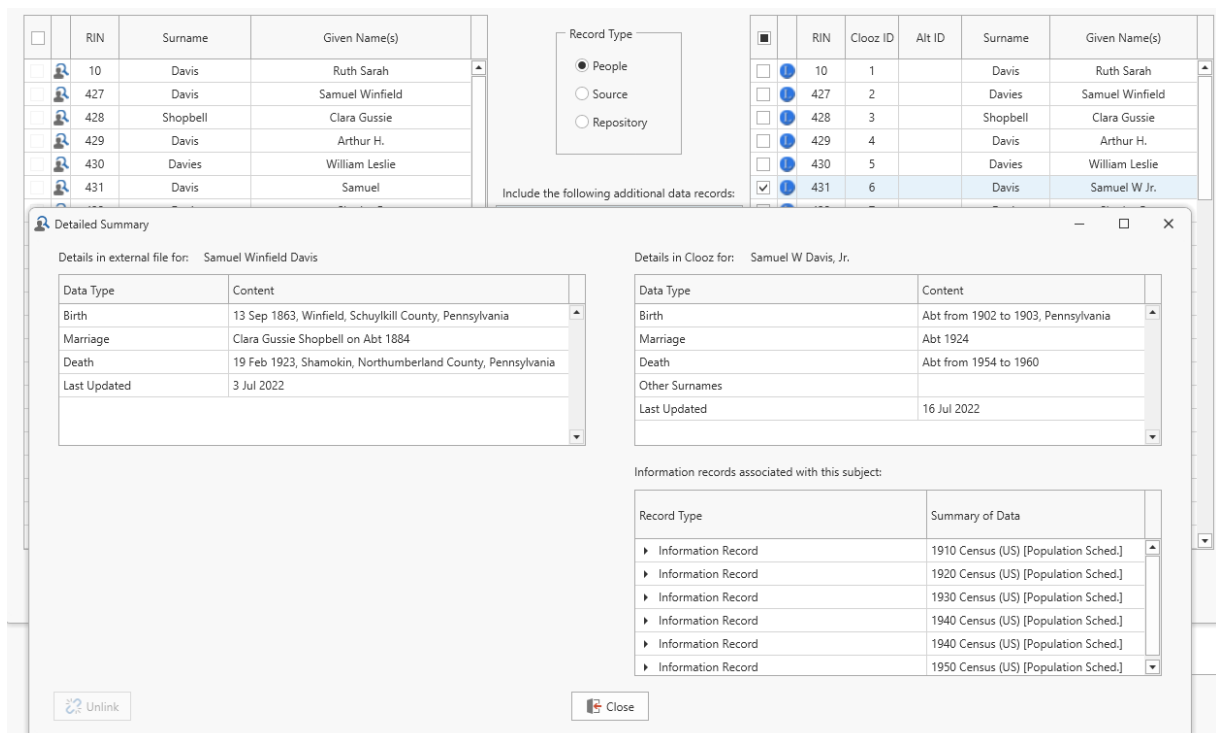 RIN Surname Given Name(s)
10 Davis Ruth Sarah
427 Davis Samuel Winfield
428 Shopbell Clara Gussie
429 Davis Arthur H.
430 Davies William Leslie
431 Davis Samuel
Record Type
People
Source
Repository
Include the following additional data records:
RIN Clooz ID Alt ID Surname Given Name(s)
10 1 Davis Ruth Sarah
427 2 Davies Samuel Winfield
428 3 Shopbell Clara Gussie
429 4 Davis Arthur H.
430 5 Davies William Leslie
431 6 Davis Samuel W Jr.
Detailed Summary
Details in external file for: Samuel Winfield Davis
Data Type Content
Birth 13 Sep 1863, Winfield, Schuylkill County, Pennsylvania
Marriage Clara Gussie Shopbell on Abt 1884
Death 19 Feb 1923, Shamokin, Northumberland County, Pennsylvania
Last Updated 3 Jul 2022
Details in Clooz for: Samuel W Davis, Jr.
Data Type Content
Birth Abt from 1902 to 1903, Pennsylvania
Marriage Abt 1924
Death Abt from 1954 to 1960
Other Surnames
Last Updated 16 Jul 2022
Information records associated with this subject:
Record Type Summary of Data
Information Record 1910 Census (US) [Population Sched.]
Information Record 1920 Census (US) [Population Sched.]
Information Record 1930 Census (US) [Population Sched.]
Information Record 1940 Census (US) [Population Sched.]
Information Record 1940 Census (US) [Population Sched.]
Information Record 1950 Census (US) [Population Sched.]
Unlink
Close